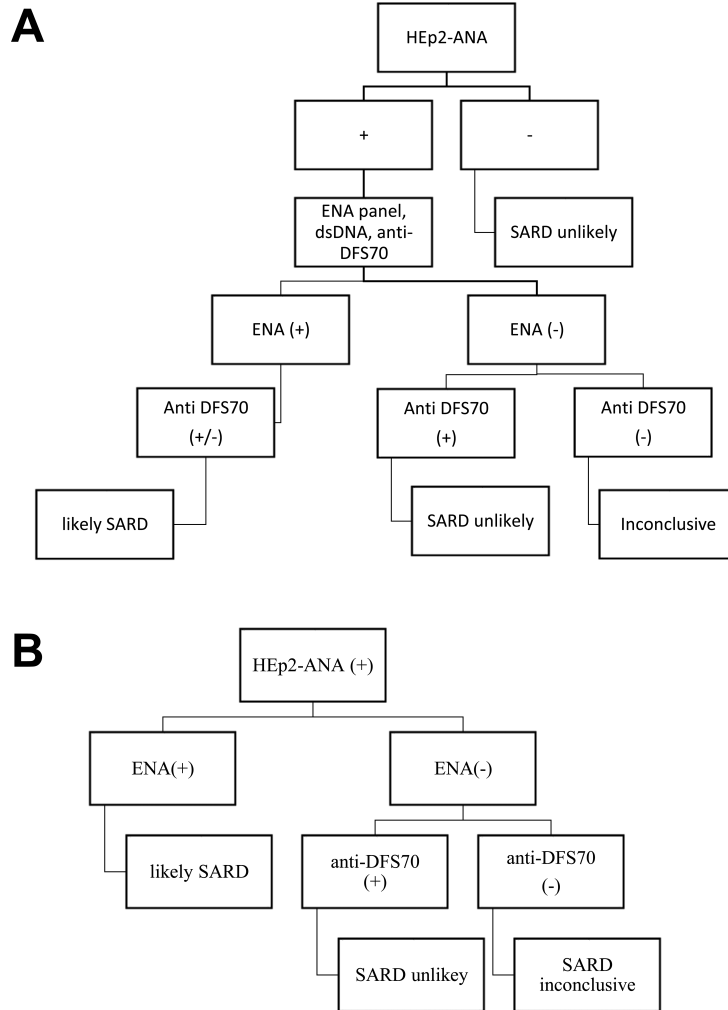 A
HEp2-ANA
+
-
ENA panel,
dsDNA, anti-
DFS70
SARD unlikely
ENA (+)
ENA (-)
Anti DFS70
(+/-)
Anti DFS70
(+)
Anti DFS70
(-)
likely SARD
SARD unlikely
Inconclusive
B
HEp2-ANA (+)
ENA(+)
ENA(-)
likely SARD
anti-DFS70
(+)
anti-DFS70
(-)
SARD unlikey
SARD
inconclusive